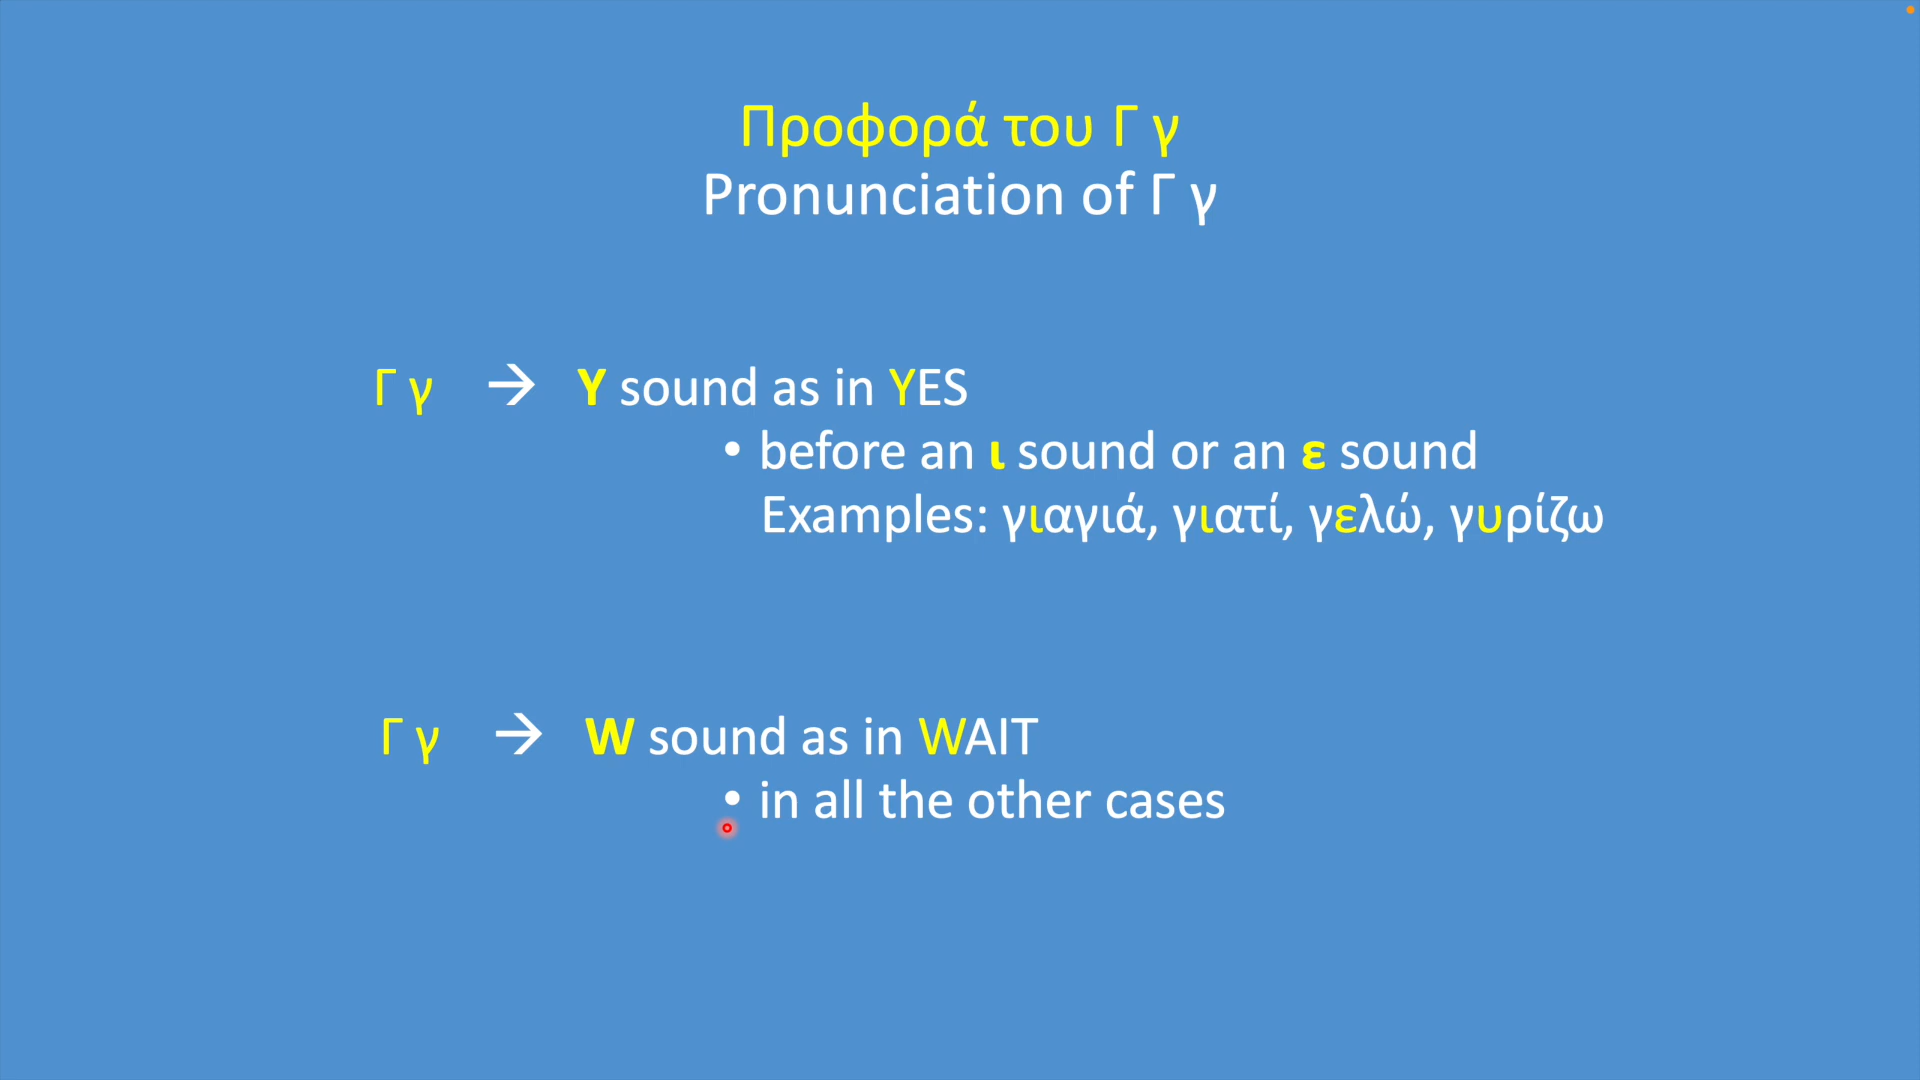 Προφορά του Γ γ
Pronunciation of Γ γ
Γ γ → Y sound as in YES
• before an ι sound or an ε sound
Examples: γιαγιά, γιατί, γελώ, γυρίζω
Γ γ → W sound as in WAIT
• in all the other cases